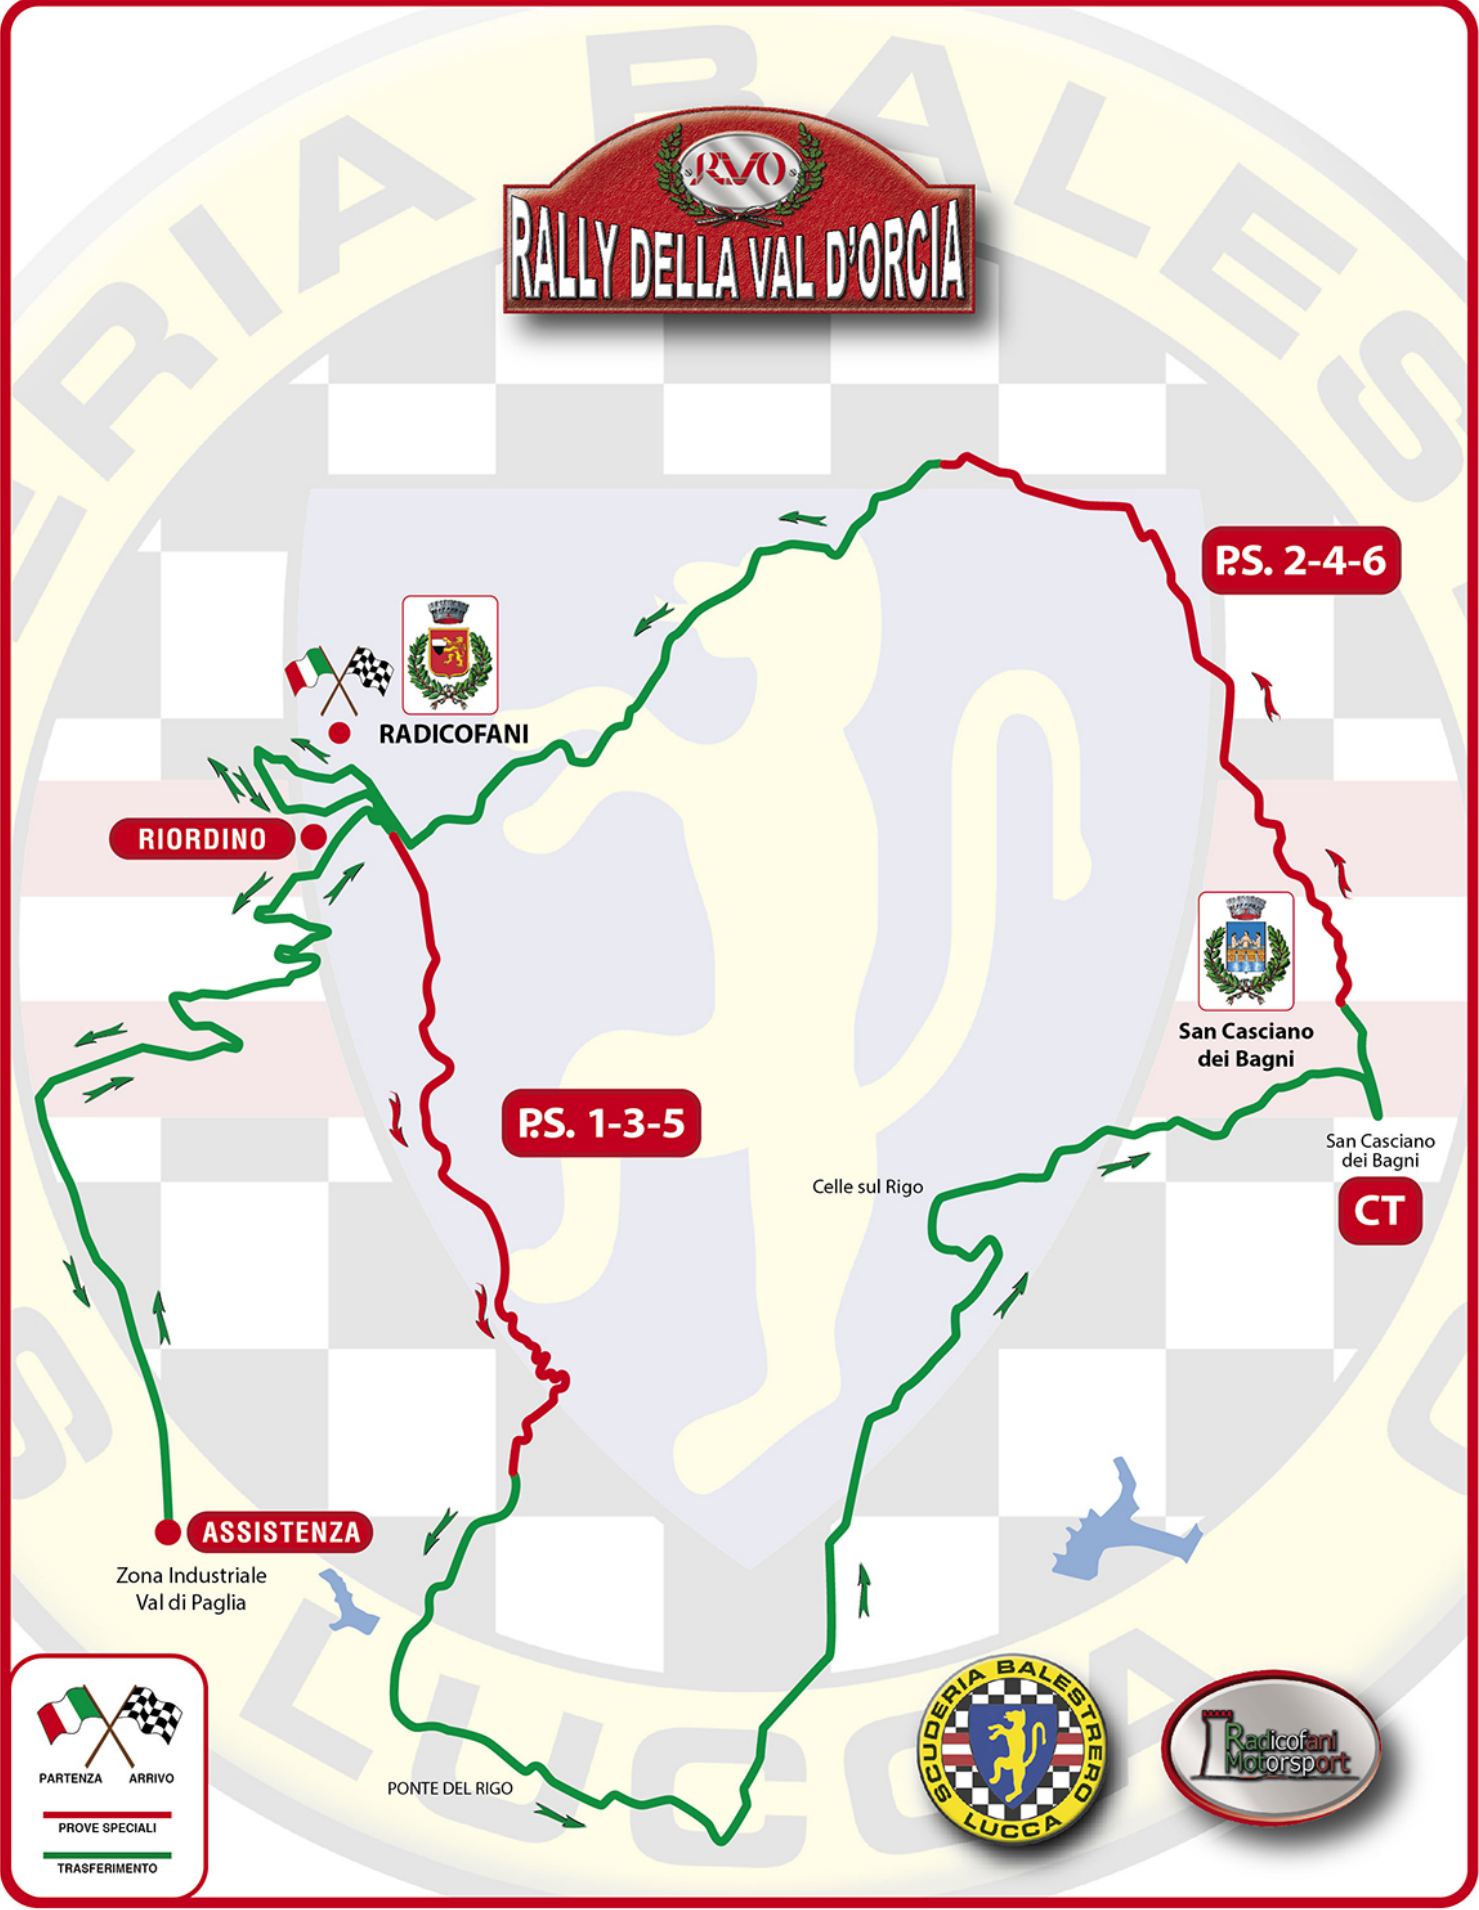 RVO
RALLY DELLA VAL D'ORCIA
P.S. 2-4-6
RADICOFANI
RIORDINO
San Casciano
dei Bagni
P.S. 1-3-5
San Casciano
dei Bagni
CT
Celle sul Rigo
ASSISTENZA
Zona Industriale
Val di Paglia
PONTE DEL RIGO
PARTENZA ARRIVO
PROVE SPECIALI
TRASFERIMENTO
SCUDERIA BALESTRERO
LUCCA
Radicofani
Motorsport